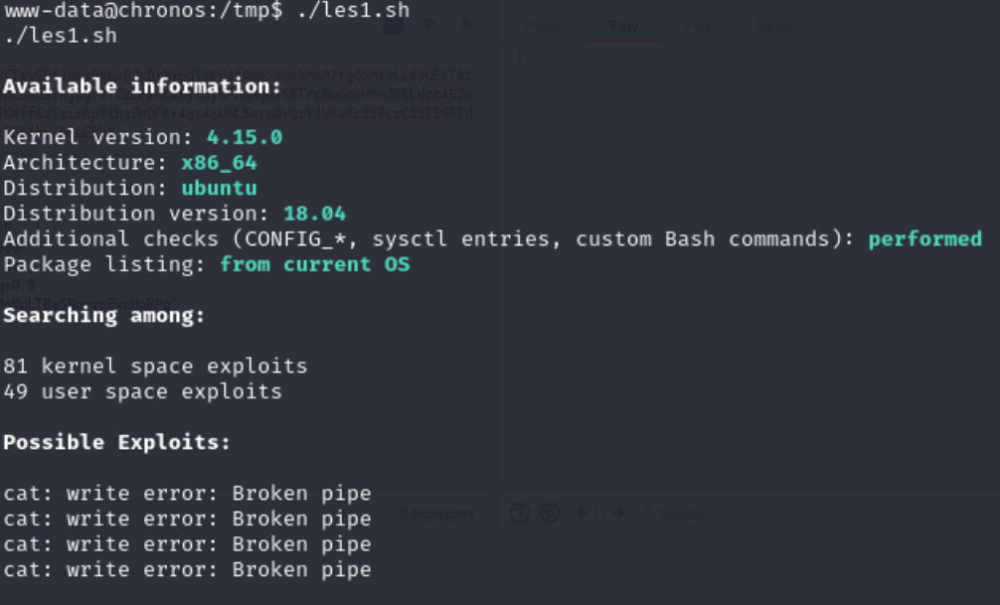 www-data@chronos:/tmp$ ./les1.sh
./les1.sh
Available information:
Kernel version: 4.15.0
Architecture: x86_64
Distribution: ubuntu
Distribution version: 18.04
Additional checks (CONFIG_*, sysctl entries, custom Bash commands): performed
Package listing: from current OS
Searching among:
81 kernel space exploits
49 user space exploits
Possible Exploits:
cat: write error: Broken pipe
cat: write error: Broken pipe
0 highlights
Search
cat: write error: Broken pipe
cat: write error: Broken pipe